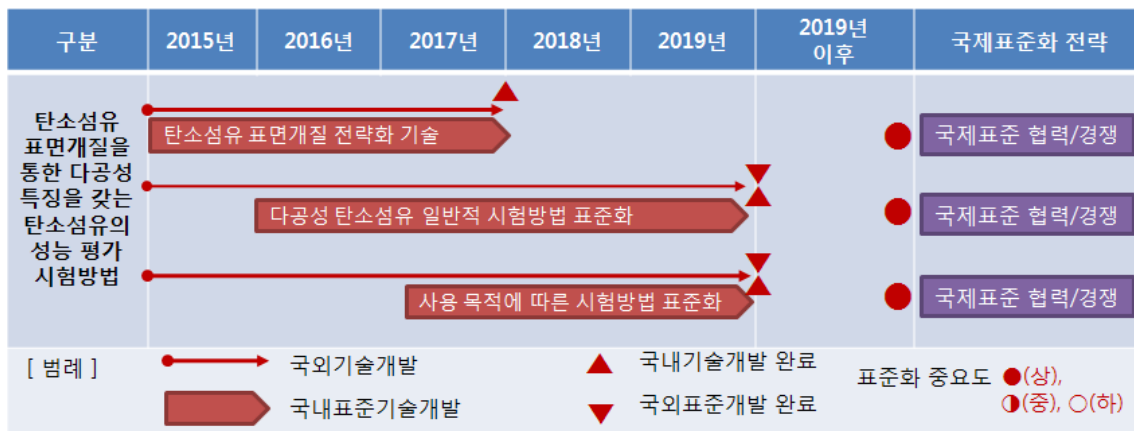 구분 2015년 2016년 2017년 2018년 2019년 2019년 이후 국제표준화 전략
탄소섬유
표면개질을
통한 다공성
특징을 갖는
탄소섬유의
성능 평가
시험방법
탄소섬유 표면개질 전략화 기술
국제표준 협력/경쟁
다공성 탄소섬유 일반적 시험방법 표준화
국제표준 협력/경쟁
사용 목적에 따른 시험방법 표준화
국제표준 협력/경쟁
[ 범례 ]
국외기술개발
▲ 국내기술개발 완료
국내표준기술개발
▼ 국외표준개발 완료
표준화 중요도 ●(상),
◑(중), ○(하)